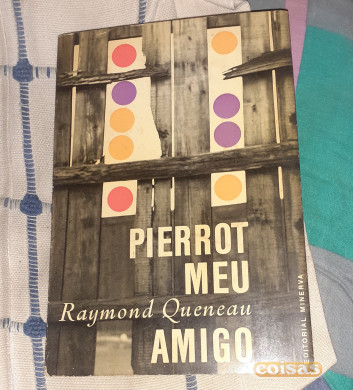 PIERROT
MEU
Raymond Queneau
AMIGO
EDITORIAL MINERVA
coisas